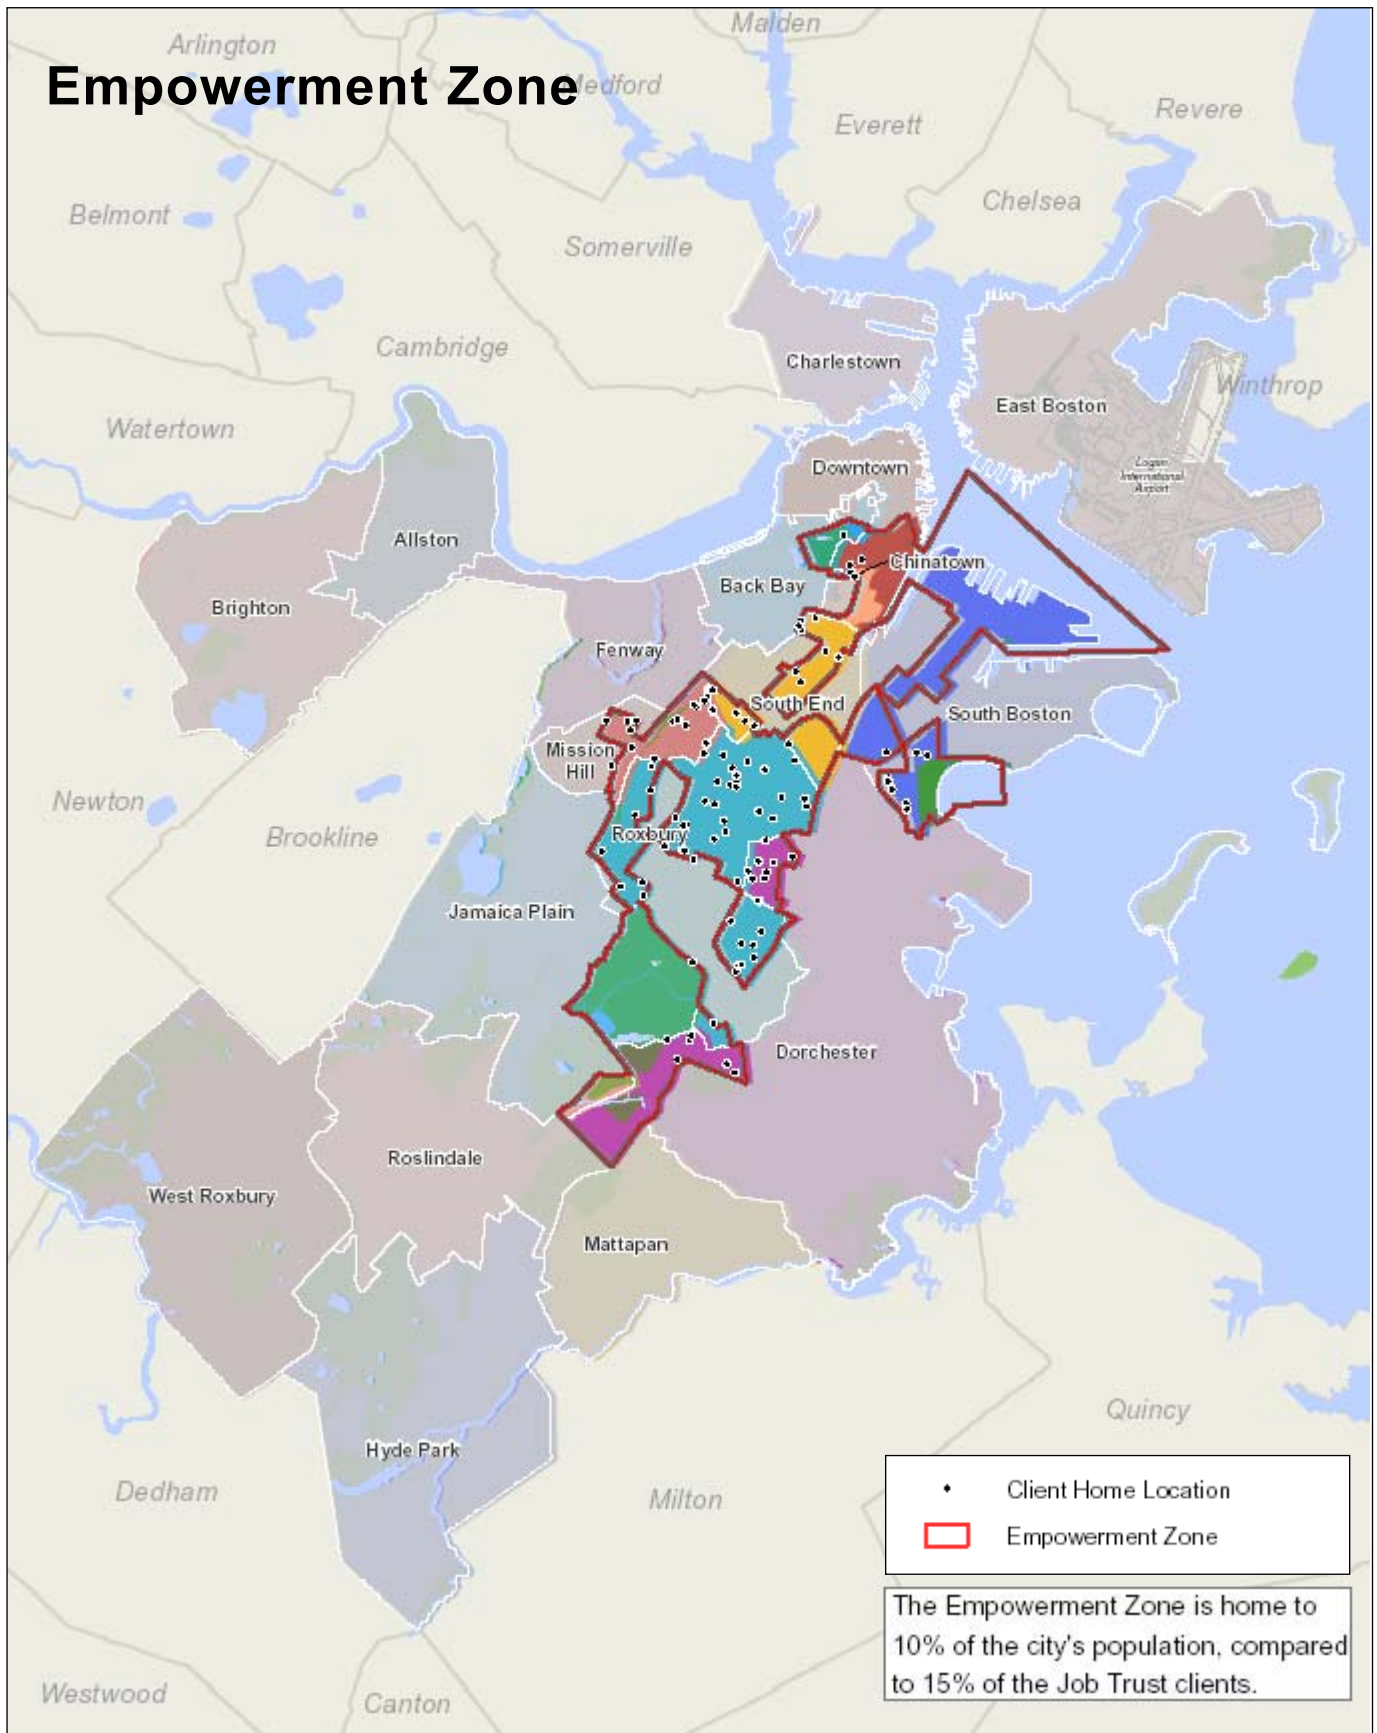 Malden
Arlington
Empowerment Zone
Medford
Revere
Everett
Chelsea
Belmont
Somerville
Cambridge
Charlestown
Winthrop
East Boston
Watertown
Downtown
Logan
International
Airport
Allston
Chinatown
Back Bay
Brighton
Fenway
South End
South Boston
Mission
Hill
Newton
Roxbury
Brookline
Jamaica Plain
Dorchester
Roslindale
West Roxbury
Mattapan
Quincy
Hyde Park
Dedham
Milton
Client Home Location
Empowerment Zone
The Empowerment Zone is home to
10% of the city's population, compared
to 15% of the Job Trust clients.
Westwood
Canton